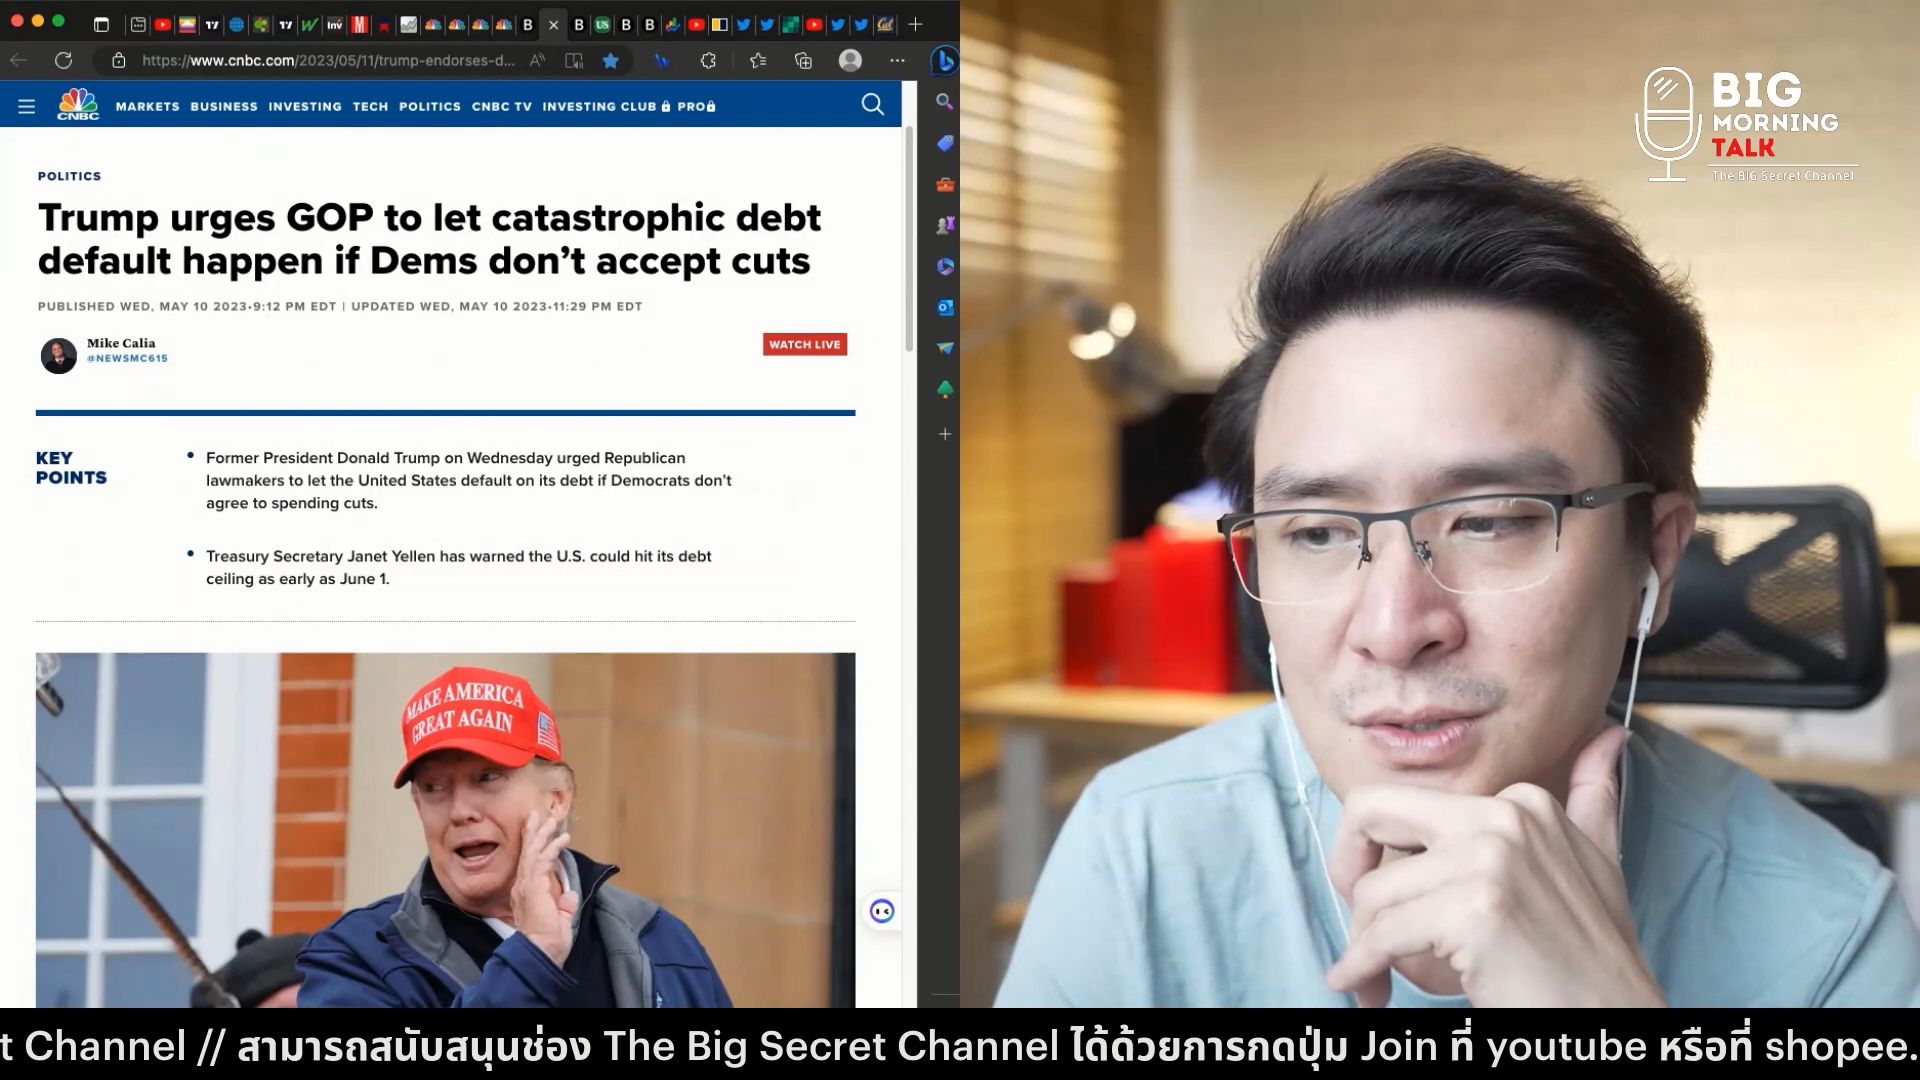 https://www.cnbc.com/2023/05/11/trump-endorses-d...
CNBC
MARKETS BUSINESS INVESTING TECH POLITICS CNBC TV INVESTING CLUB PRO
POLITICS
Trump urges GOP to let catastrophic debt
default happen if Dems don’t accept cuts
PUBLISHED WED, MAY 10 2023•9:12 PM EDT | UPDATED WED, MAY 10 2023•11:29 PM EDT
Mike Calia
@NEWSMC615
WATCH LIVE
KEY
POINTS
Former President Donald Trump on Wednesday urged Republican
lawmakers to let the United States default on its debt if Democrats don’t
agree to spending cuts.
Treasury Secretary Janet Yellen has warned the U.S. could hit its debt
ceiling as early as June 1.
MAKE AMERICA
GREAT AGAIN
BIG
MORNING
TALK
The BIG Secret Channel
t Channel // สามารถสนับสนุนช่อง The Big Secret Channel ได้ด้วยการกดปุ่ม Join ที่ youtube หรือที่ shopee.